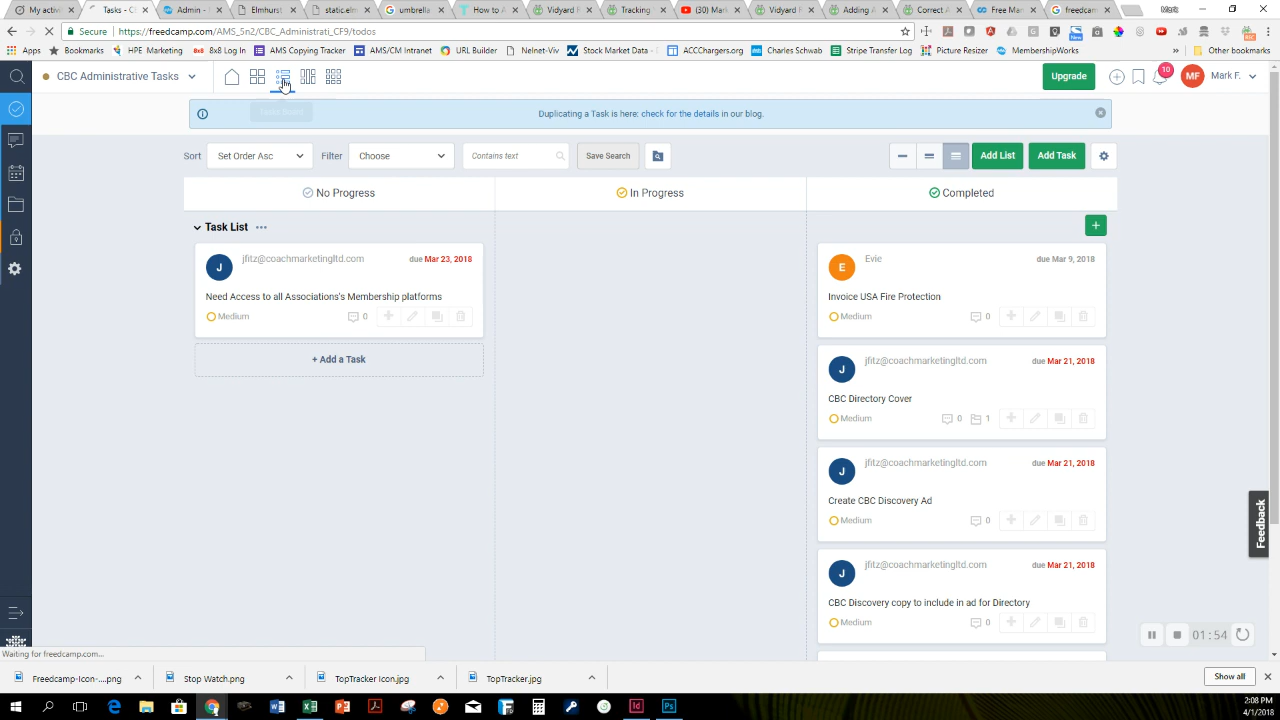 My activi
Tasks - CB
Admin -
Elmhurst
static.elm
umbrella
How to A
Vidyard F
Tracking
(30) Mark
Vidyard F
Adding A
Correct A
Free Man
freedcam
Mark
Secure
https://freedcamp.com/AMS_5n2/CBC_Administrati_CF9/todos
Apps
Bookmarks
HPE Marketing
8x8 Log In
AMS Copying Tracker
Elmhurst.net
URL Builder
Nelnet-WL
Stock Market Data
ACCCBurgers.org
Charles Schwab
Stripe Transfer Log
Picture Resizer
MembershipWorks
»
Other bookmarks
CBC Administrative Tasks
Upgrade
10
MF
Mark F.
Duplicating a Task is here: check for the details in our blog.
Sort
Set Order Asc
Filter
Choose
Contains text
Save Search
Add List
Add Task
No Progress
In Progress
Completed
Task List
J
jfitz@coachmarketingltd.com
due Mar 23, 2018
Need Access to all Associations's Membership platforms
Medium
0
+ Add a Task
E
Evie
due Mar 9, 2018
Invoice USA Fire Protection
Medium
0
J
jfitz@coachmarketingltd.com
due Mar 21, 2018
CBC Directory Cover
Medium
0
1
J
jfitz@coachmarketingltd.com
due Mar 21, 2018
Create CBC Discovery Ad
Medium
0
J
jfitz@coachmarketingltd.com
due Mar 21, 2018
CBC Discovery copy to include in ad for Directory
Medium
0
Feedback
01:54
Waiting for freedcamp.com...
Freedcamp-Icon-....png
Stop Watch.png
TopTracker icon.jpg
TopTracker.jpg
Show all
2:08 PM
4/1/2018